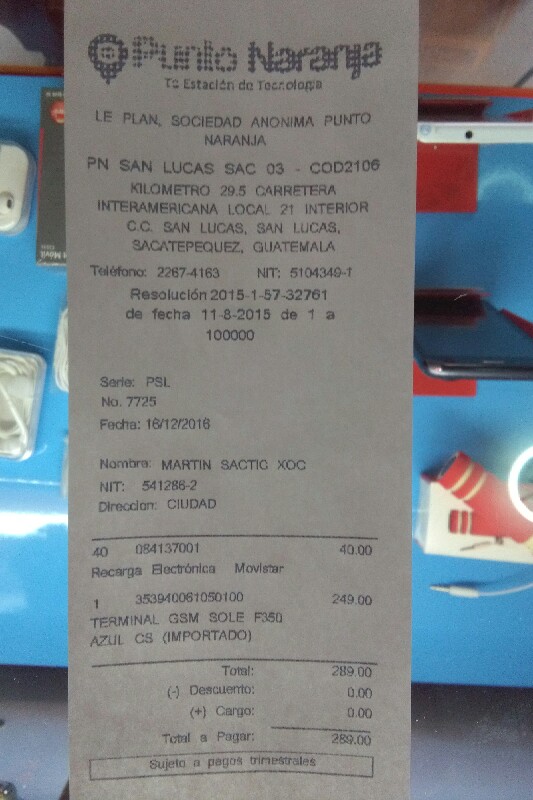 Punto Naranja
Tu Estación de Tecnología
LE PLAN, SOCIEDAD ANONIMA PUNTO
NARANJA
PN SAN LUCAS SAC 03 - COD2106
KILOMETRO 29.5 CARRETERA
INTERAMERICANA LOCAL 21 INTERIOR
C.C. SAN LUCAS, SAN LUCAS,
SACATEPEQUEZ, GUATEMALA
Teléfono: 2267-4163 NIT: 5104349-1
Resolución 2015-1-57-32761
de fecha 11-8-2015 de 1 a
100000
Serie: PSL
No. 7725
Fecha: 16/12/2016
Nombre: MARTIN SACTIC XOC
NIT: 541286-2
Direccion: CIUDAD
40 084137001 40.00
Recarga Electrónica Movistar
1 353940061050100 249.00
TERMINAL GSM SOLE F350
AZUL CS (IMPORTADO)
Total: 289.00
(-) Descuento: 0.00
(+) Cargo: 0.00
Total a Pagar: 289.00
Sujeto a pagos trimestrales